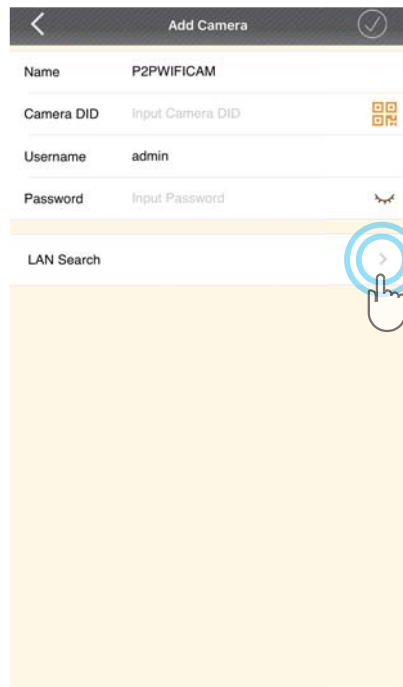 Add Camera
Name P2PWIFICAM
Camera DID Input Camera DID
Username admin
Password Input Password
LAN Search